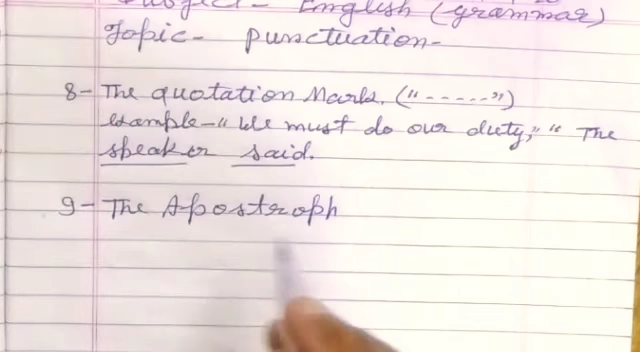 Subject- English (grammar)
Topic- punctuation-
8- The quotation Marks. ("-----")
Example-"We must do our duty," " The
speaker said.
9- The Apostroph